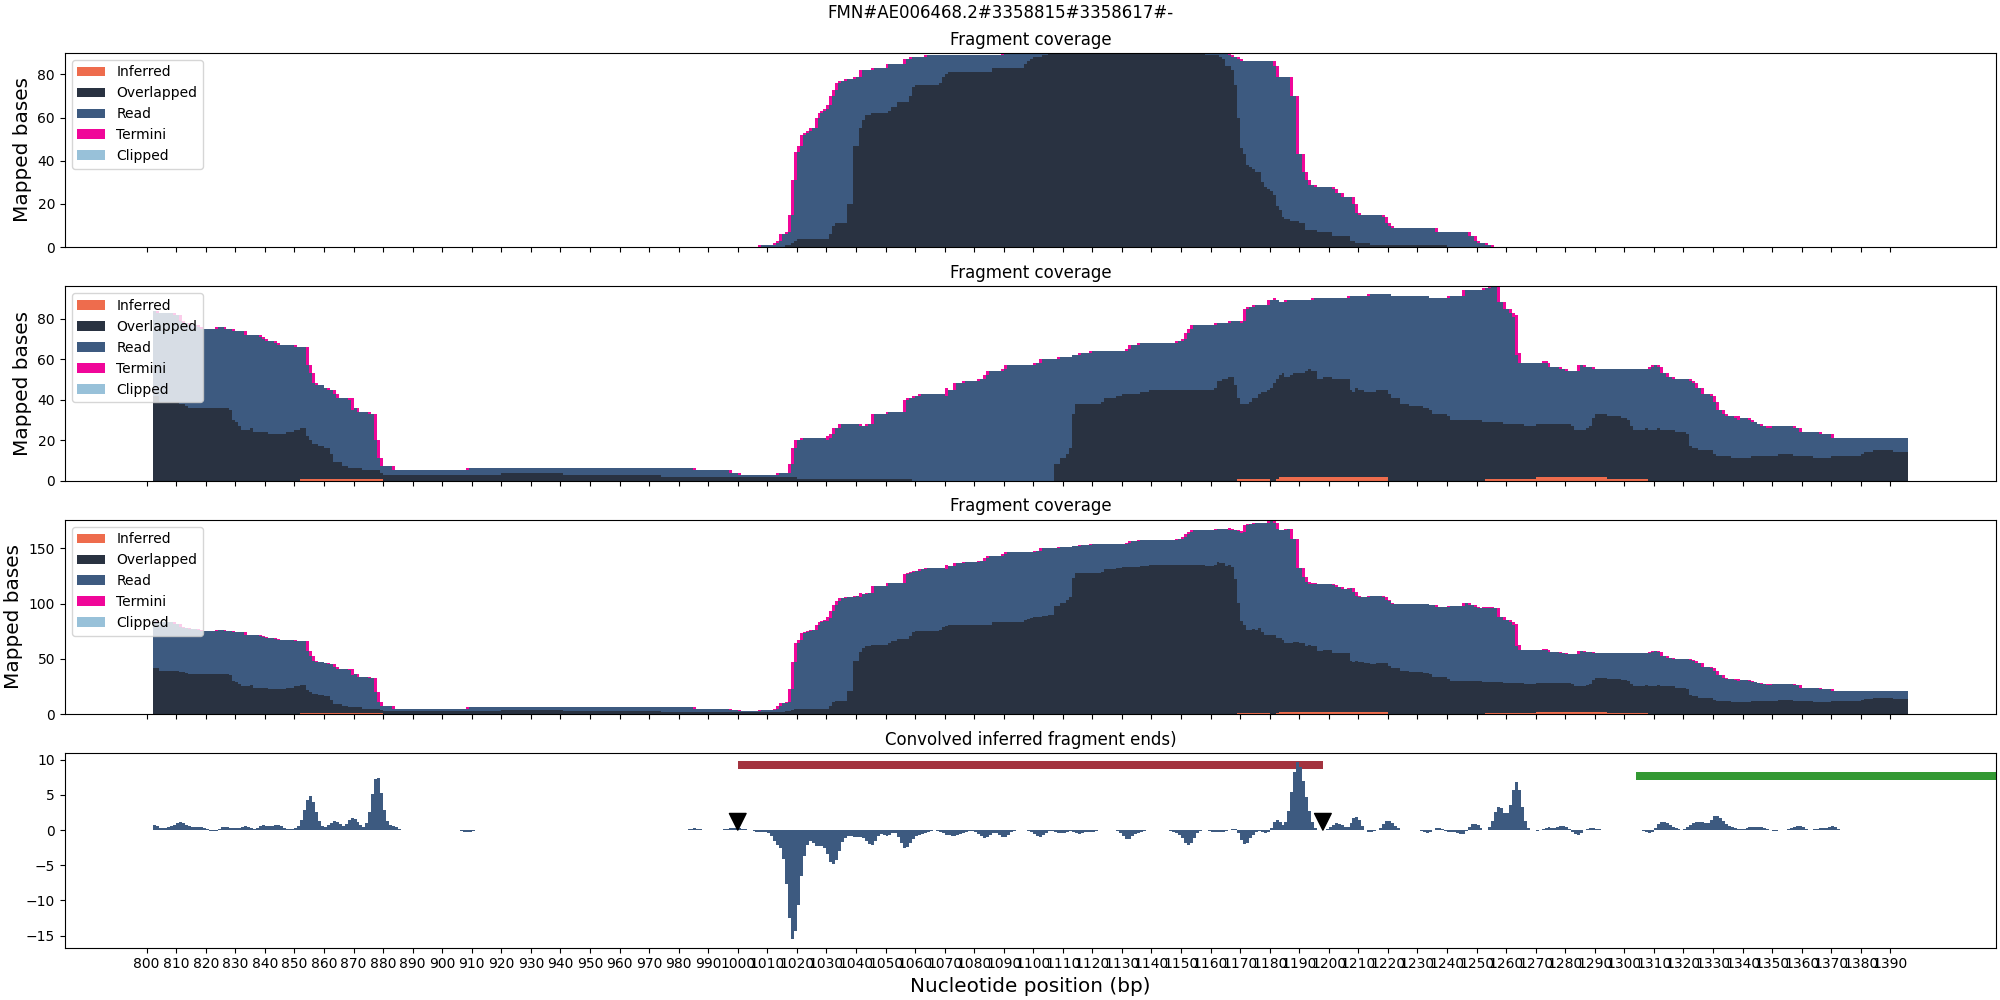 FMN#AE006468.2#3358815#3358617#-
Fragment coverage
Mapped bases
80
60
40
20
0
Inferred
Overlapped
Read
Termini
Clipped
Fragment coverage
Mapped bases
80
60
40
20
0
Inferred
Overlapped
Read
Termini
Clipped
Fragment coverage
Mapped bases
150
100
50
0
Inferred
Overlapped
Read
Termini
Clipped
Convolved inferred fragment ends)
10
5
0
−5
−10
−15
800 810 820 830 840 850 860 870 880 890 900 910 920 930 940 950 960 970 980 990 1000 1010 1020 1030 1040 1050 1060 1070 1080 1090 1100 1110 1120 1130 1140 1150 1160 1170 1180 1190 1200 1210 1220 1230 1240 1250 1260 1270 1280 1290 1300 1310 1320 1330 1340 1350 1360 1370 1380 1390
Nucleotide position (bp)